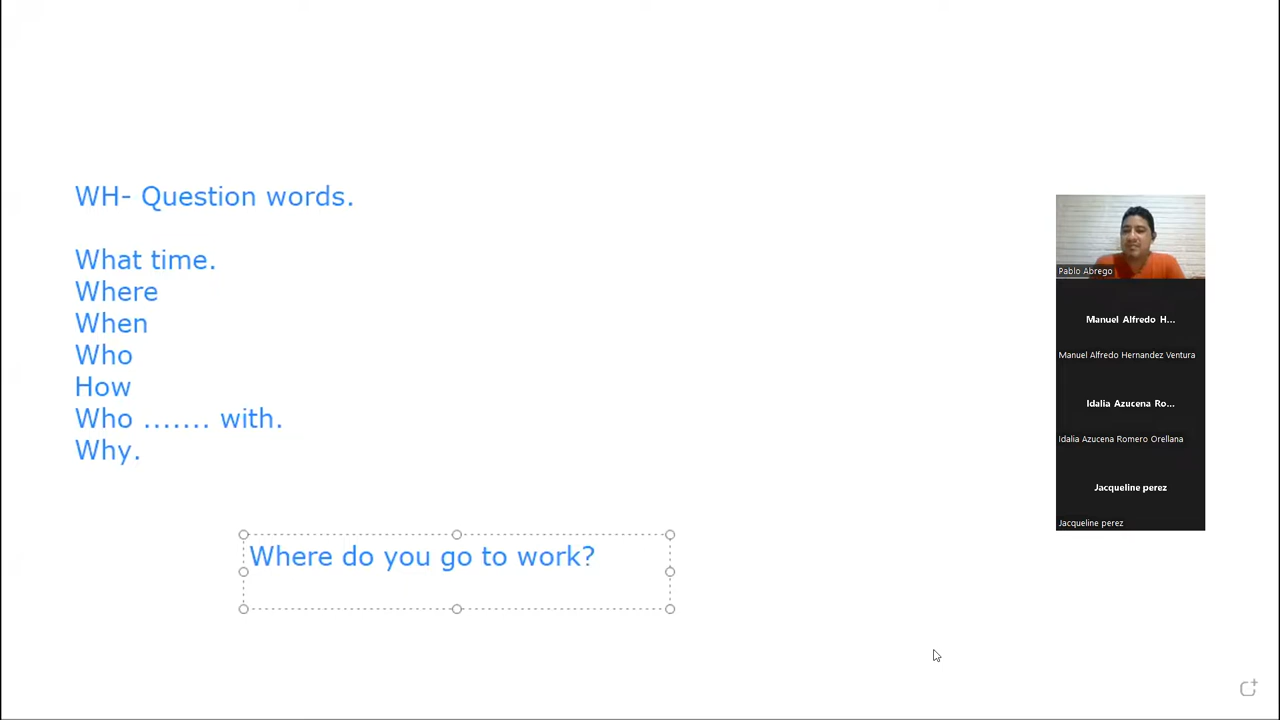 WH- Question words.
What time.
Where
When
Who
How
Who ....... with.
Why.
Where do you go to work?
Pablo Abrego
Manuel Alfredo H...
Manuel Alfredo Hernandez Ventura
Idalia Azucena Ro...
Idalia Azucena Romero Orellana
Jacqueline perez
Jacqueline perez